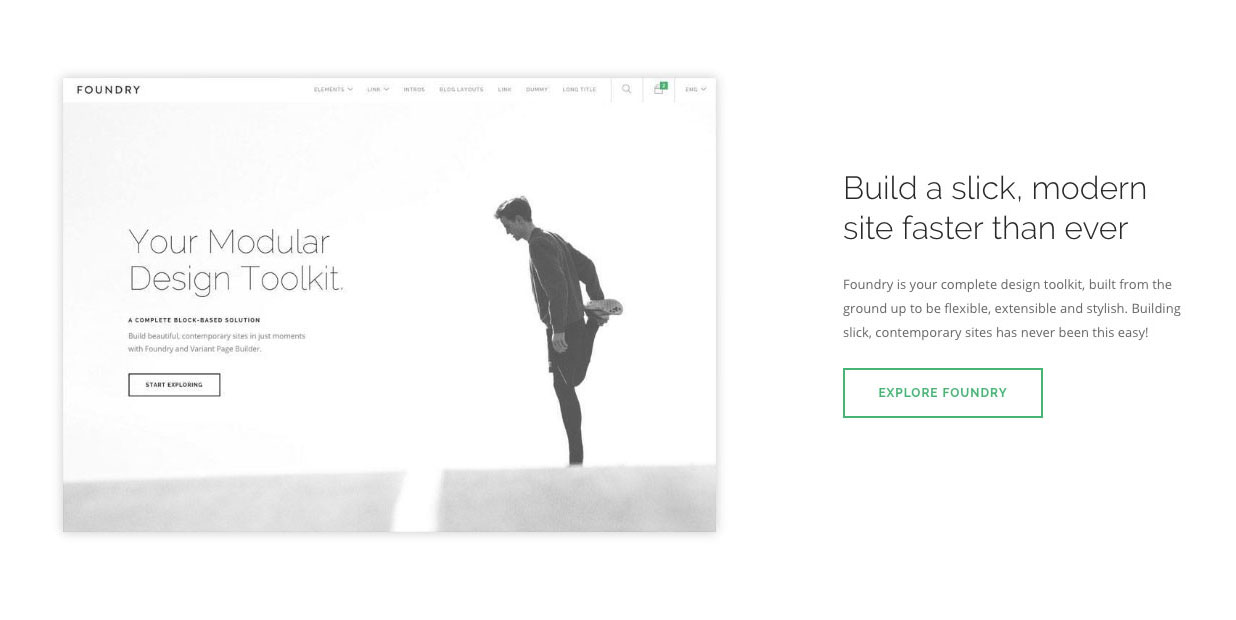 FOUNDRY
ELEMENTS LINK INTROS BLOG LAYOUTS LINK DUMMY LONG TITLE 2 ENG
Your Modular
Design Toolkit.
A COMPLETE BLOCK-BASED SOLUTION
Build beautiful, contemporary sites in just moments
with Foundry and Variant Page Builder.
START EXPLORING
Build a slick, modern
site faster than ever
Foundry is your complete design toolkit, built from the
ground up to be flexible, extensible and stylish. Building
slick, contemporary sites has never been this easy!
EXPLORE FOUNDRY